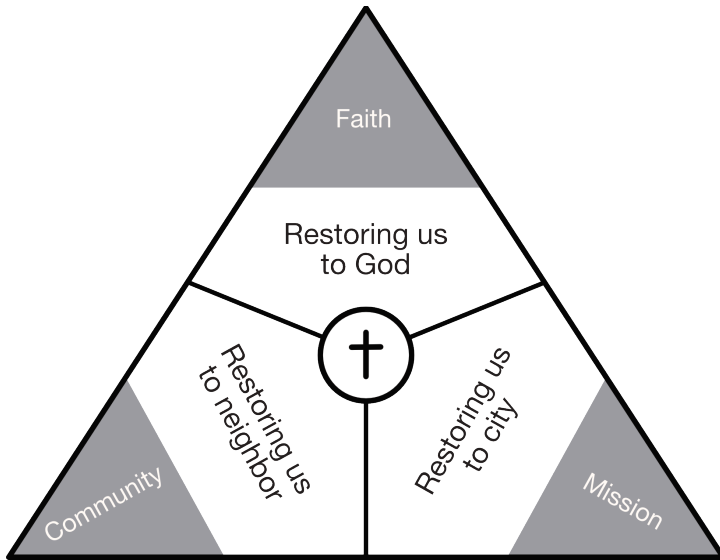 Faith
Restoring us
to God
Restoring us
to neighbor
Restoring us
to city
Community
Mission